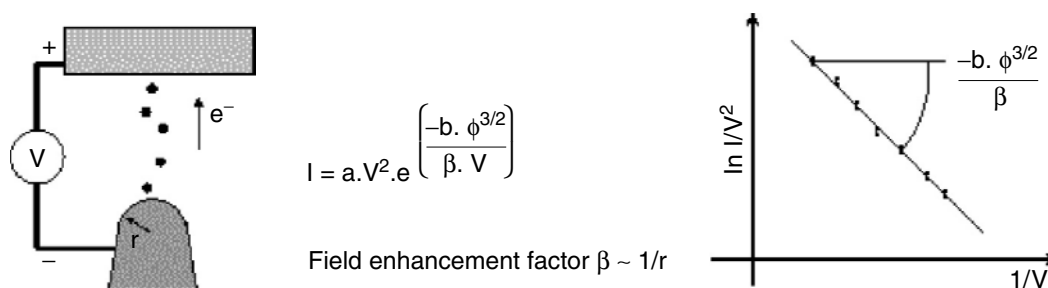 +
V
−
e⁻
r
I = a.V².e^(−b. ϕ^3/2 / β. V)
Field enhancement factor β ~ 1/r
ln I/V²
−b. ϕ^3/2
β
1/V